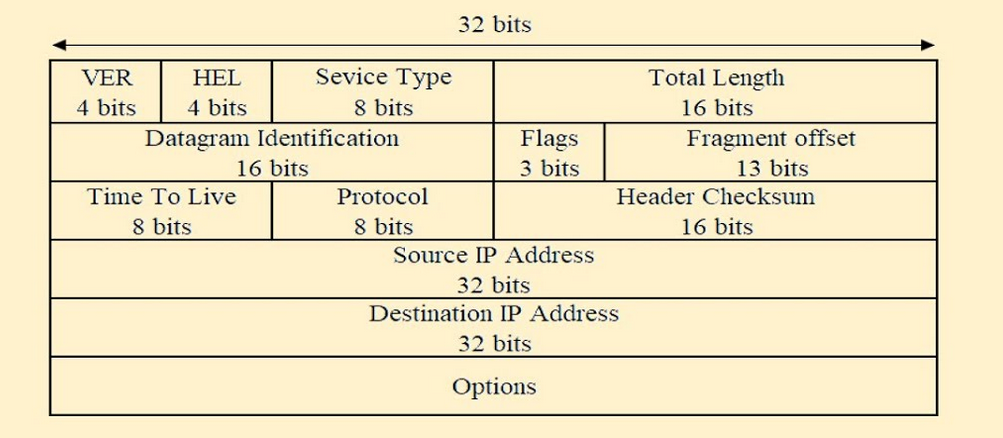 32 bits
VER HEL Sevice Type Total Length
4 bits 4 bits 8 bits 16 bits
Datagram Identification Flags Fragment offset
16 bits 3 bits 13 bits
Time To Live Protocol Header Checksum
8 bits 8 bits 16 bits
Source IP Address
32 bits
Destination IP Address
32 bits
Options